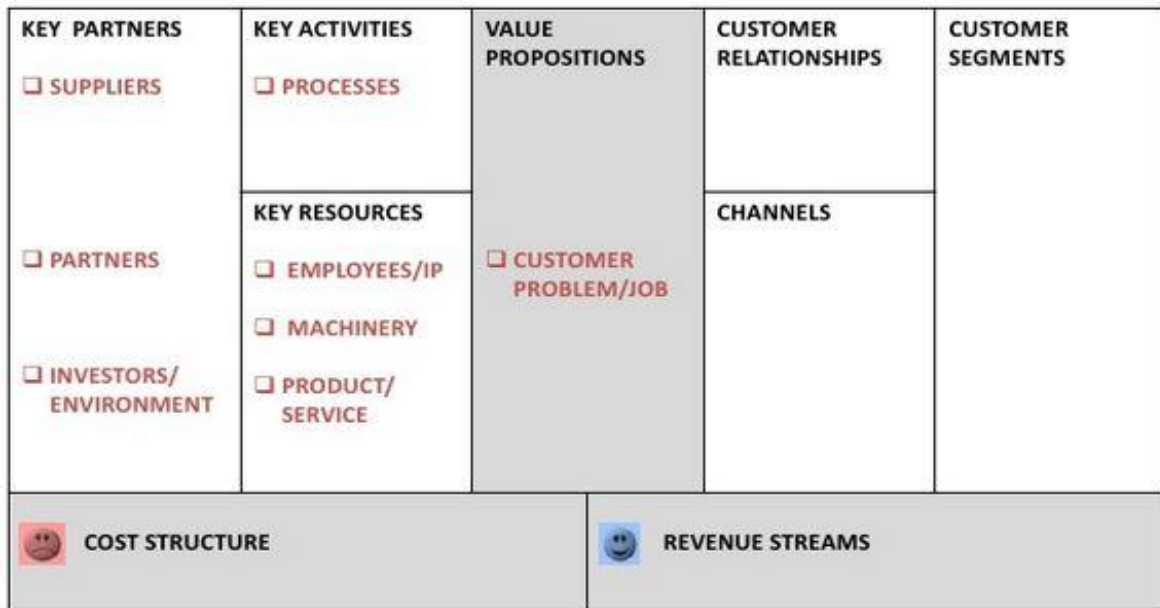 KEY PARTNERS
❑ SUPPLIERS
❑ PARTNERS
❑ INVESTORS/
ENVIRONMENT
KEY ACTIVITIES
❑ PROCESSES
KEY RESOURCES
❑ EMPLOYEES/IP
❑ MACHINERY
❑ PRODUCT/
SERVICE
VALUE
PROPOSITIONS
❑ CUSTOMER
PROBLEM/JOB
CUSTOMER
RELATIONSHIPS
CHANNELS
CUSTOMER
SEGMENTS
COST STRUCTURE
REVENUE STREAMS